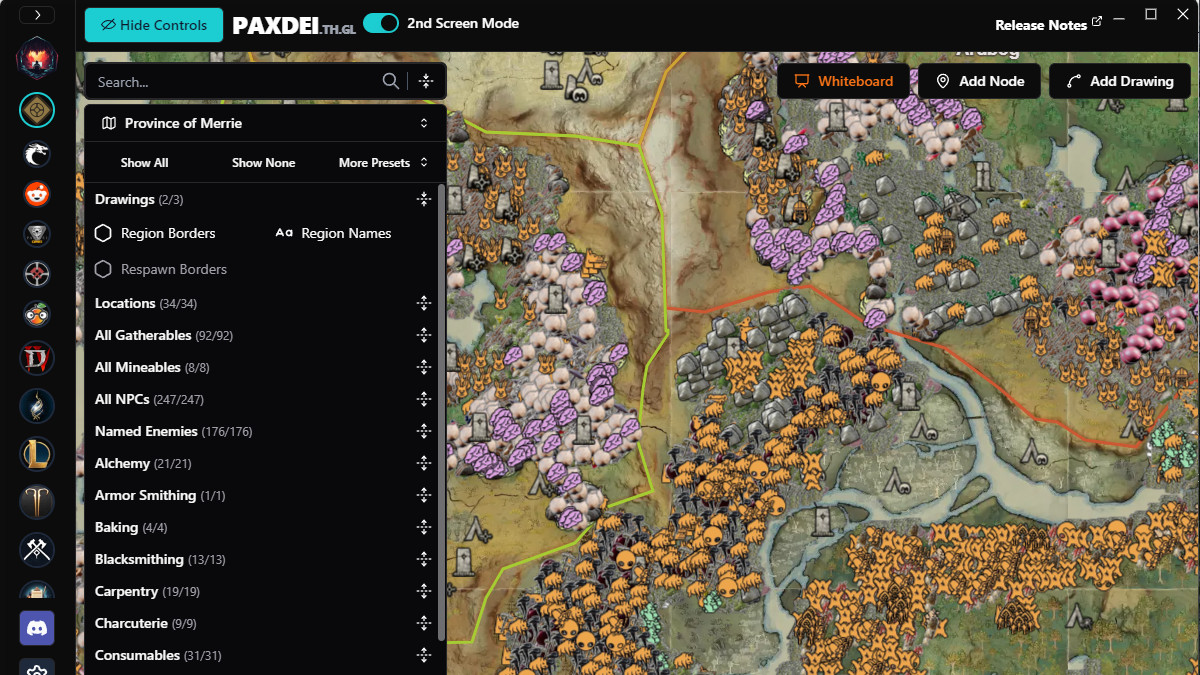 Hide Controls
PAXDEI.TH.GL
2nd Screen Mode
Release Notes
Search...
Whiteboard
Add Node
Add Drawing
Province of Merrie
Show All
Show None
More Presets
Drawings (2/3)
Region Borders
Aa Region Names
Respawn Borders
Locations (34/34)
All Gatherables (92/92)
All Mineables (8/8)
All NPCs (247/247)
Named Enemies (176/176)
Alchemy (21/21)
Armor Smithing (1/1)
Baking (4/4)
Blacksmithing (13/13)
Carpentry (19/19)
Charcuterie (9/9)
Consumables (31/31)